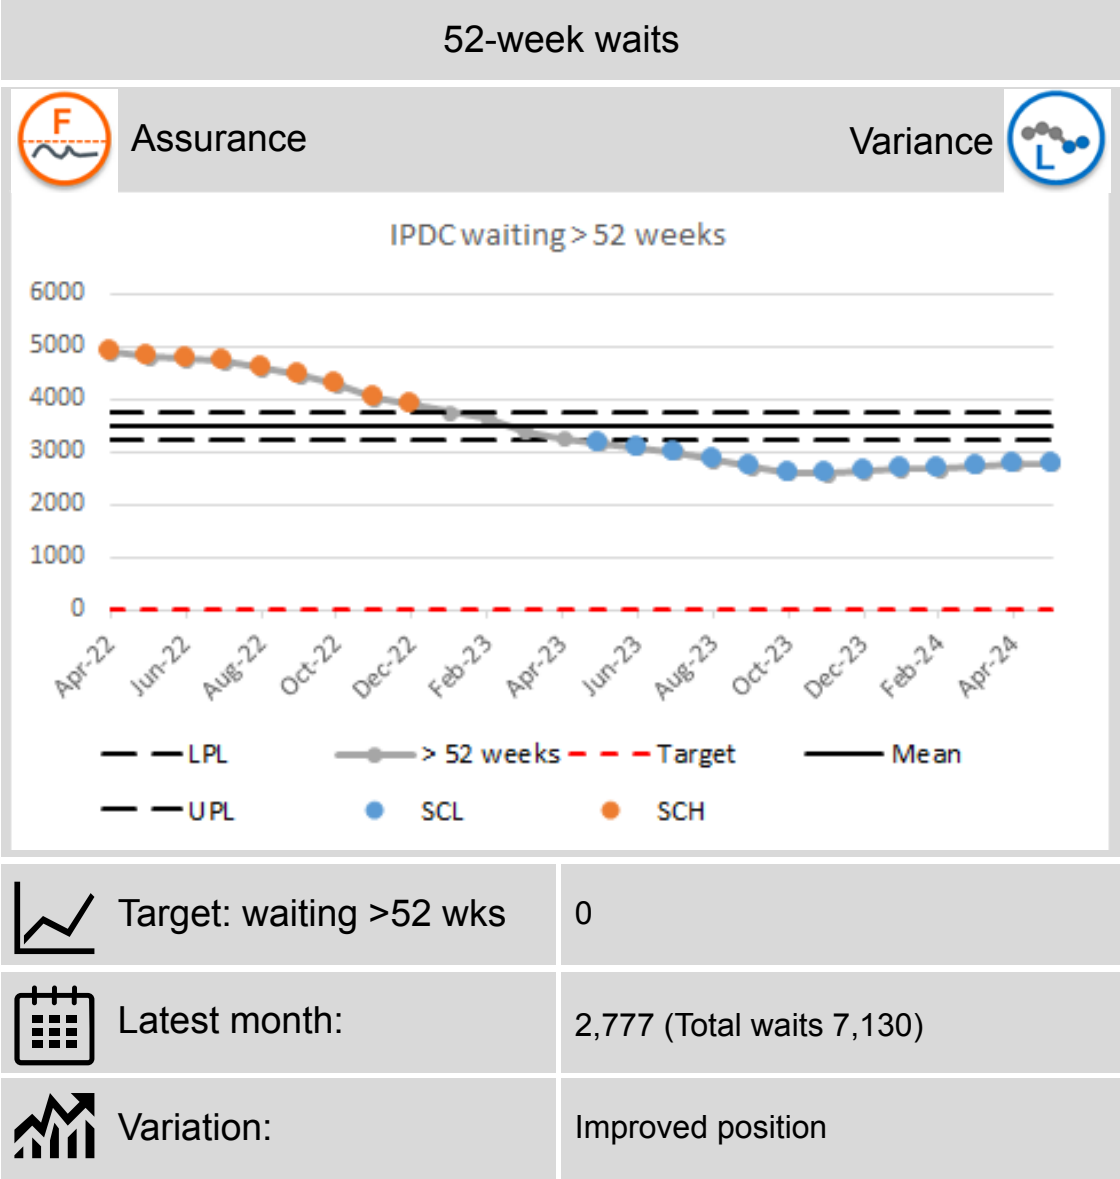 52-week waits
F
Assurance
Variance
L
IPDC waiting > 52 weeks
6000
5000
4000
3000
2000
1000
0
Apr-22 Jun-22 Aug-22 Oct-22 Dec-22 Feb-23 Apr-23 Jun-23 Aug-23 Oct-23 Dec-23 Feb-24 Apr-24
LPL > 52 weeks Target Mean
UPL SCL SCH
Target: waiting >52 wks 0
Latest month: 2,777 (Total waits 7,130)
Variation: Improved position